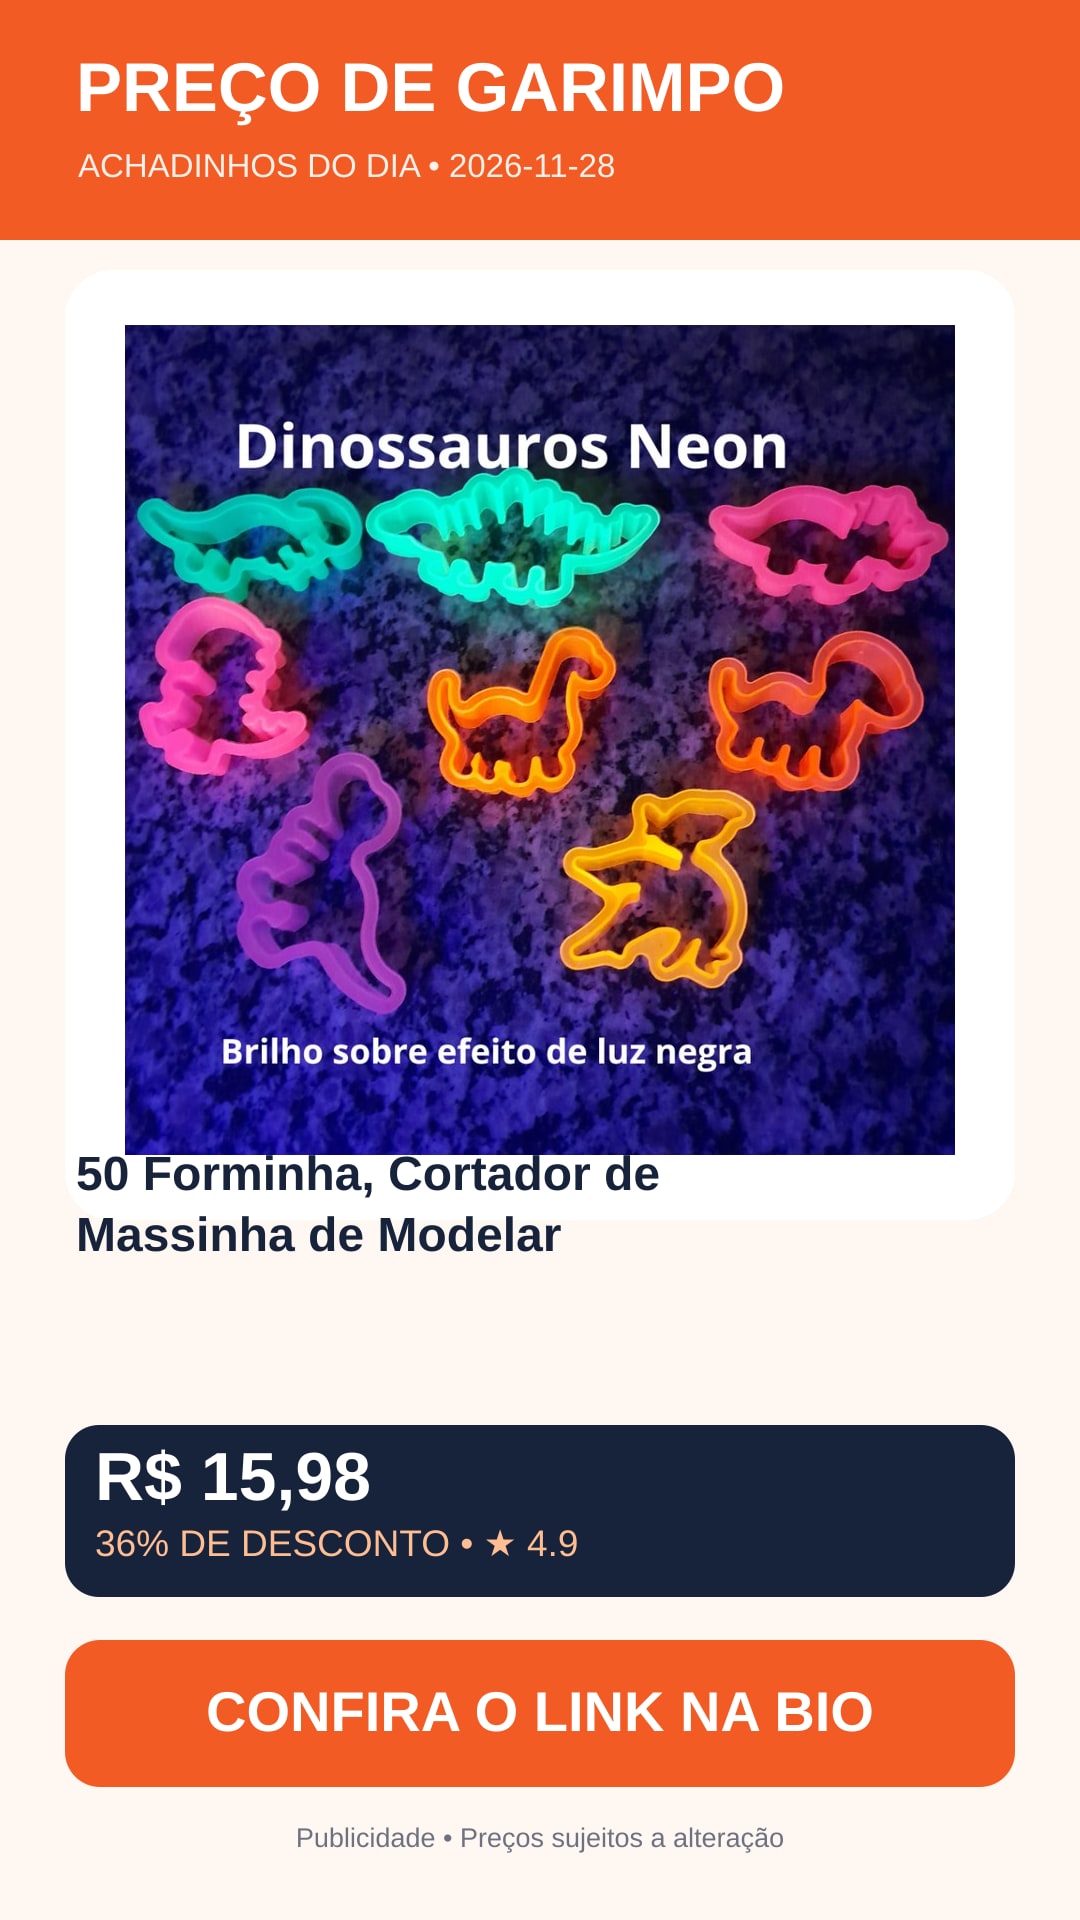 PREÇO DE GARIMPO
ACHADINHOS DO DIA • 2026-11-28
Dinossauros Neon
Brilho sobre efeito de luz negra
50 Forminha, Cortador de
Massinha de Modelar
R$ 15,98
36% DE DESCONTO • ★ 4.9
CONFIRA O LINK NA BIO
Publicidade • Preços sujeitos a alteração